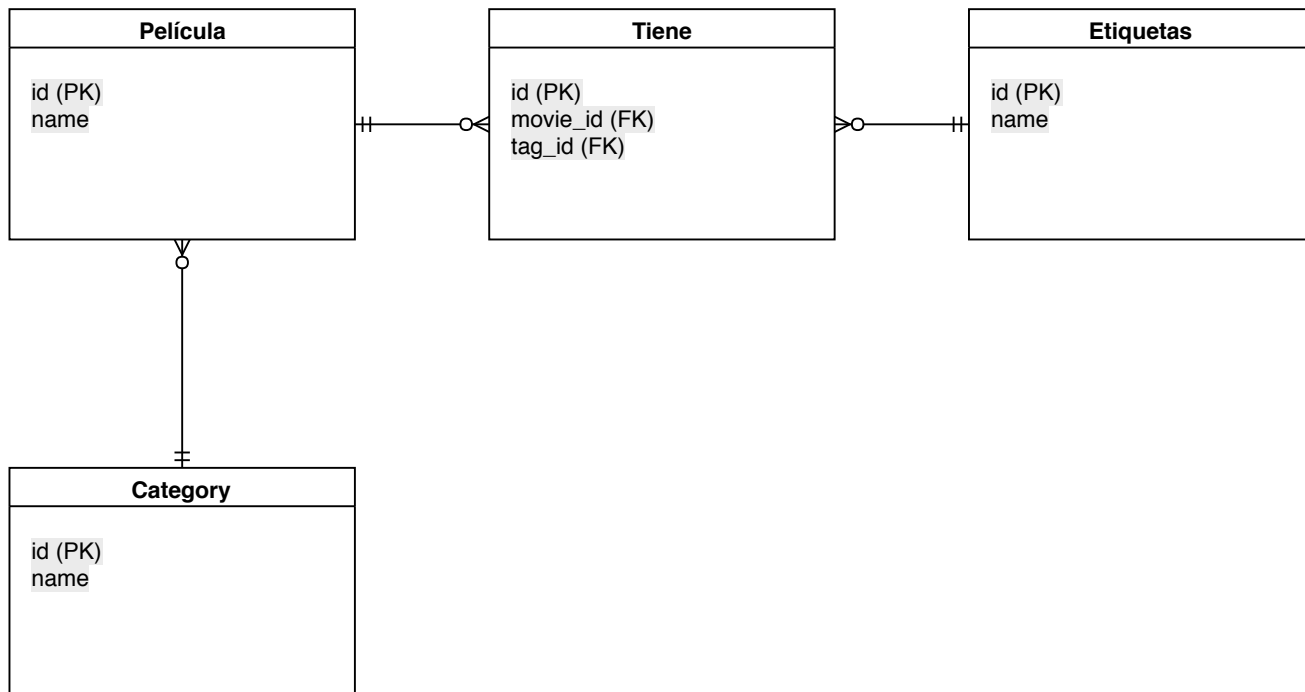 Película
id (PK)
name
Tiene
id (PK)
movie_id (FK)
tag_id (FK)
Etiquetas
id (PK)
name
Category
id (PK)
name